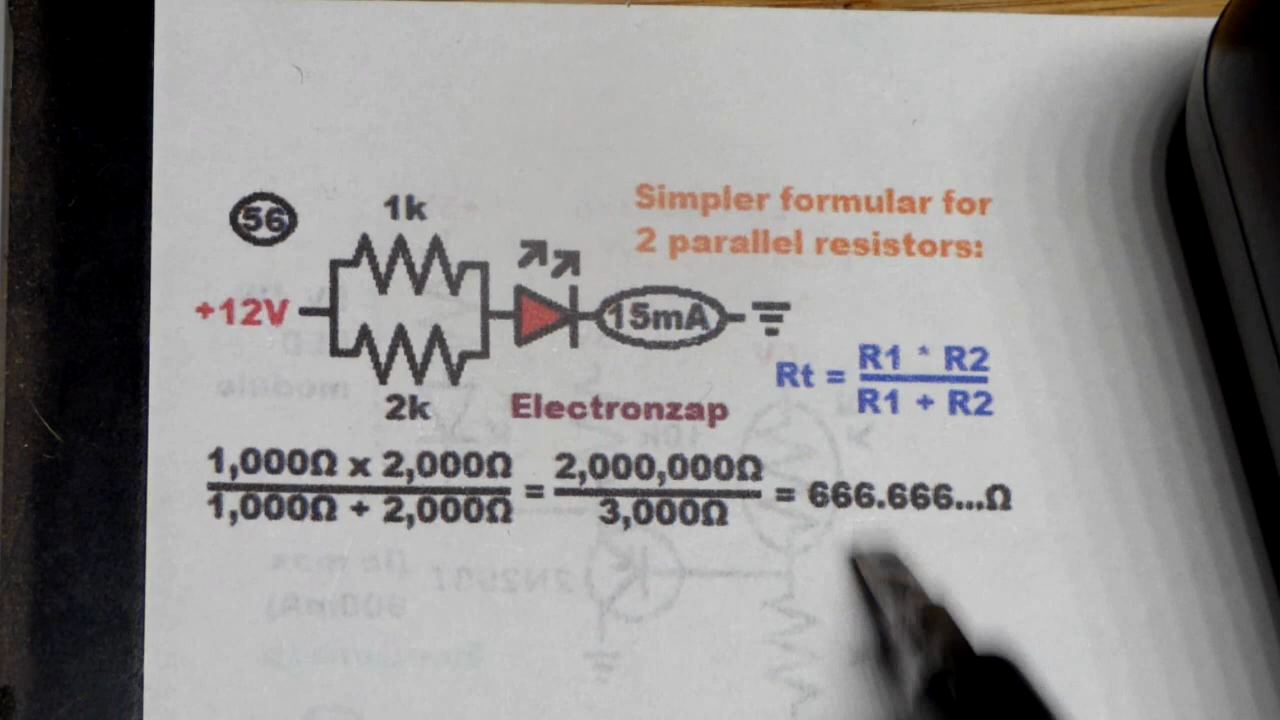 56
1k
Simpler formular for
2 parallel resistors:
+12V
15mA
2k
Electronzap
Rt = R1 * R2
R1 + R2
1,000Ω x 2,000Ω = 2,000,000Ω = 666.666...Ω
1,000Ω + 2,000Ω 3,000Ω